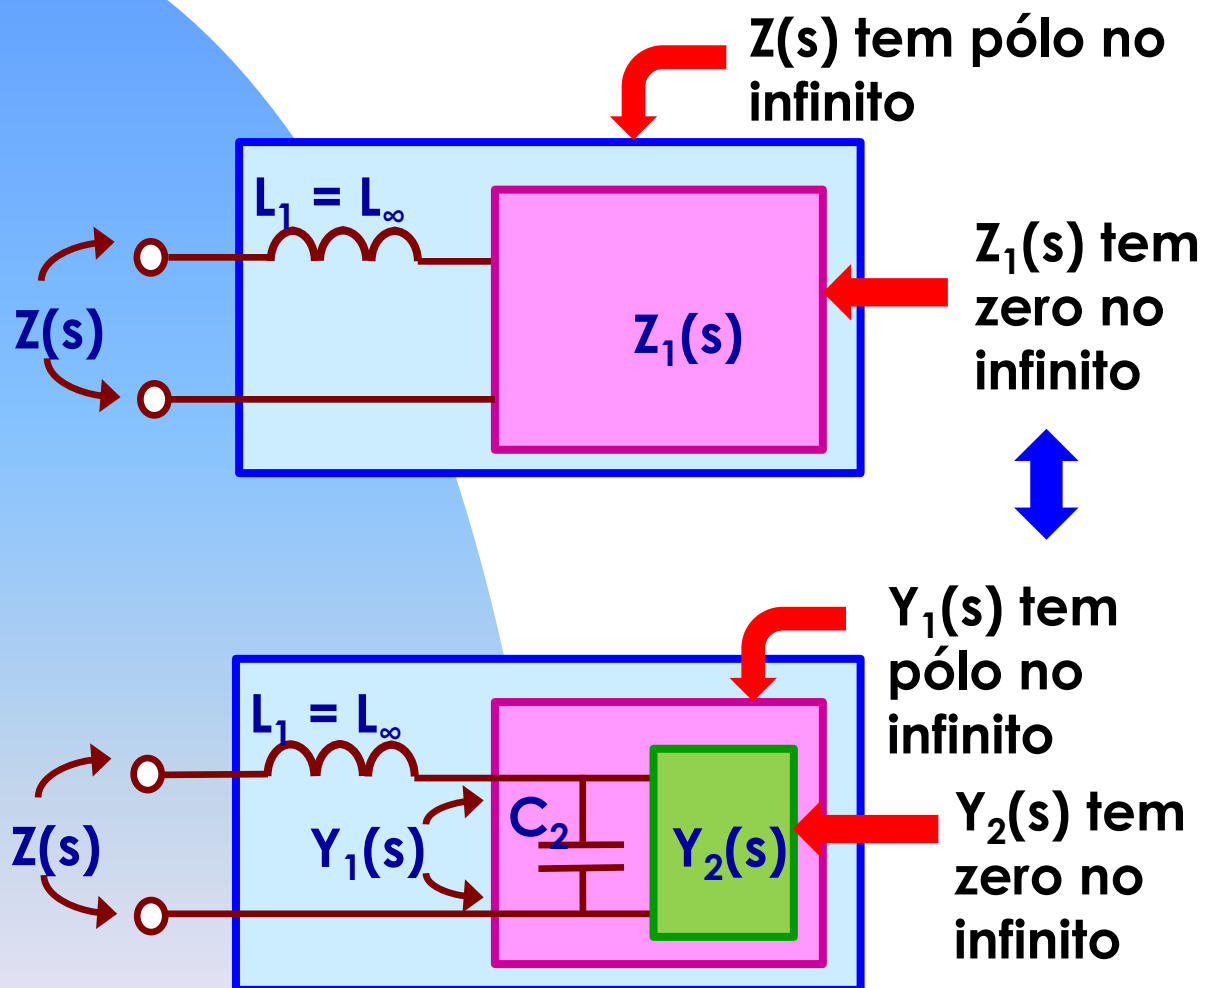 Z(s) tem pólo no
infinito
L₁ = L∞
Z(s)
Z₁(s)
Z₁(s) tem
zero no
infinito
Y₁(s) tem
pólo no
infinito
L₁ = L∞
Z(s)
Y₁(s)
C₂
Y₂(s)
Y₂(s) tem
zero no
infinito